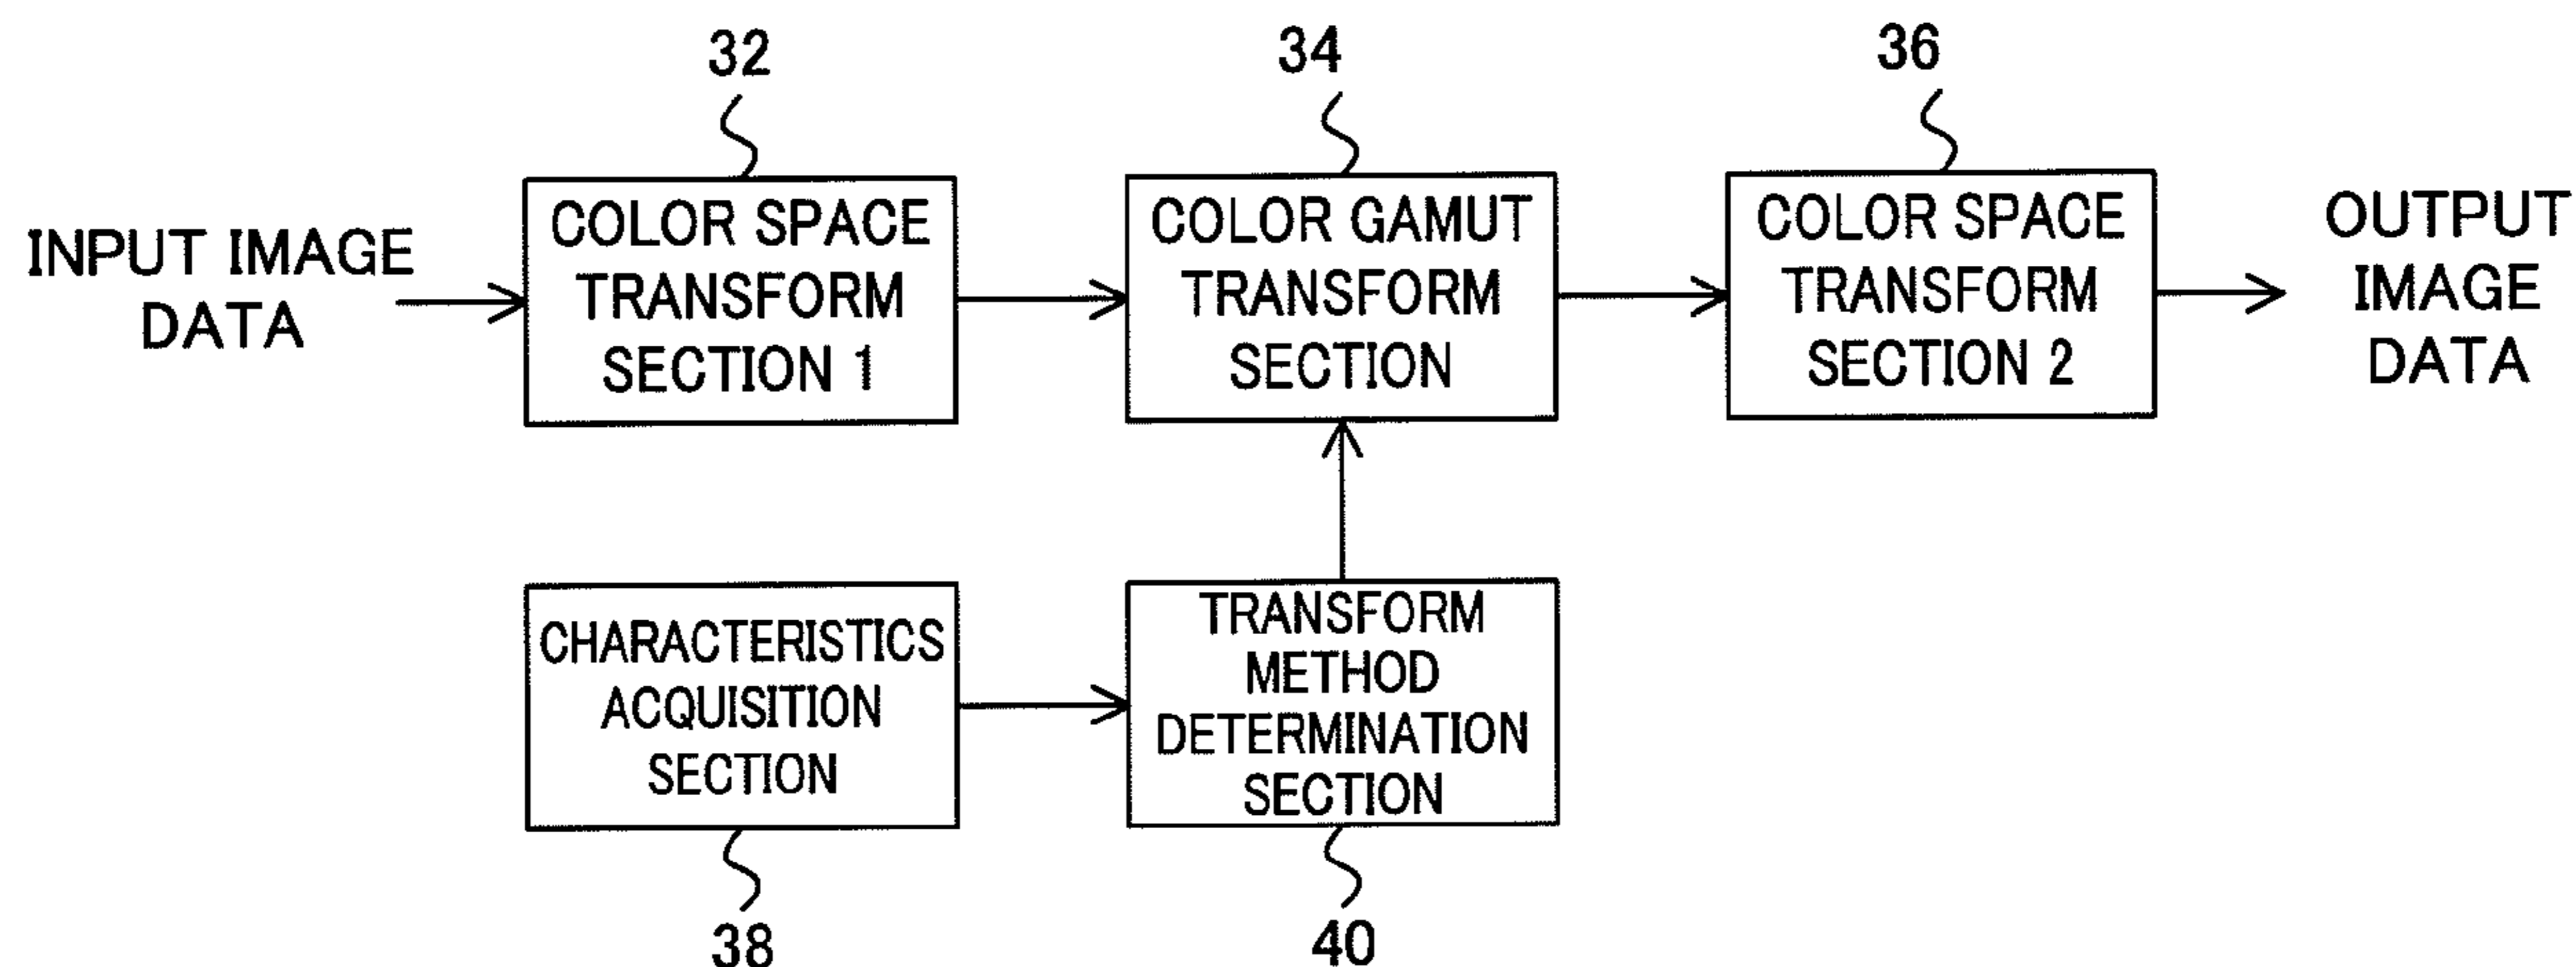 32
34
36
INPUT IMAGE
DATA
COLOR SPACE
TRANSFORM
SECTION 1
COLOR GAMUT
TRANSFORM
SECTION
COLOR SPACE
TRANSFORM
SECTION 2
OUTPUT
IMAGE
DATA
CHARACTERISTICS
ACQUISITION
SECTION
TRANSFORM
METHOD
DETERMINATION
SECTION
38
40